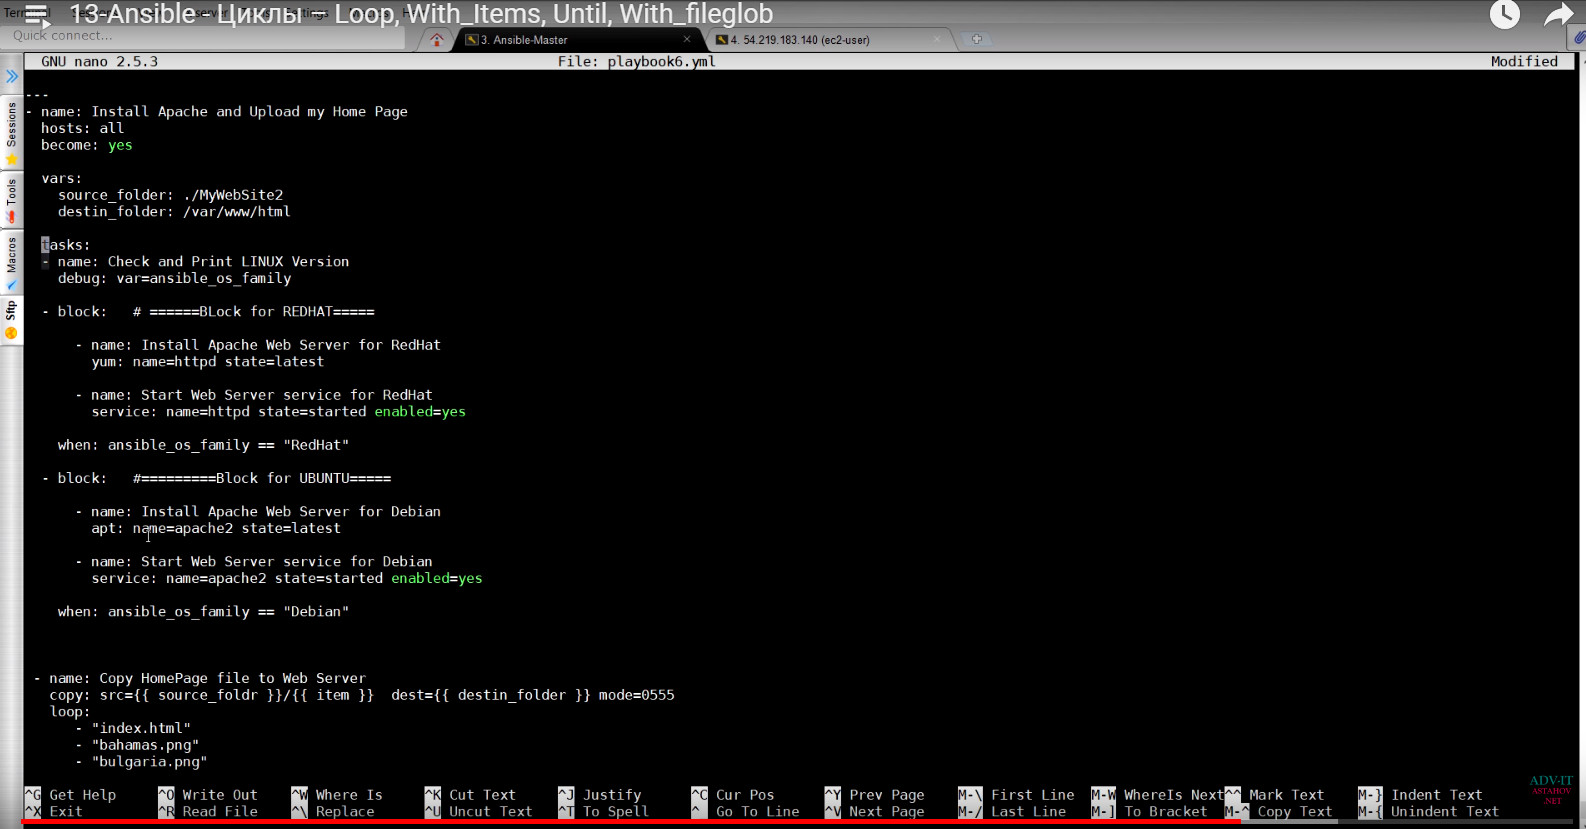 13-Ansible - Циклы - Loop, With_Items, Until, With_fileglob
Quick connect...
3. Ansible-Master
4. 54.219.183.140 (ec2-user)
GNU nano 2.5.3 File: playbook6.yml Modified
Sessions
Tools
Macros
Sftp
---
- name: Install Apache and Upload my Home Page
hosts: all
become: yes
vars:
source_folder: ./MyWebSite2
destin_folder: /var/www/html
tasks:
- name: Check and Print LINUX Version
debug: var=ansible_os_family
- block: # ======BLock for REDHAT=====
- name: Install Apache Web Server for RedHat
yum: name=httpd state=latest
- name: Start Web Server service for RedHat
service: name=httpd state=started enabled=yes
when: ansible_os_family == "RedHat"
- block: #=========Block for UBUNTU=====
- name: Install Apache Web Server for Debian
apt: name=apache2 state=latest
- name: Start Web Server service for Debian
service: name=apache2 state=started enabled=yes
when: ansible_os_family == "Debian"
- name: Copy HomePage file to Web Server
copy: src={{ source_foldr }}/{{ item }} dest={{ destin_folder }} mode=0555
loop:
- "index.html"
- "bahamas.png"
- "bulgaria.png"
^G Get Help ^O Write Out ^W Where Is ^K Cut Text ^J Justify ^C Cur Pos ^Y Prev Page M-\ First Line M-W WhereIs Next ^^ Mark Text M-} Indent Text
^X Exit ^R Read File ^\ Replace ^U Uncut Text ^T To Spell ^_ Go To Line ^V Next Page M-/ Last Line M-] To Bracket M-^ Copy Text M-{ Unindent Text
ADV-IT
ASTAHOV
.NET